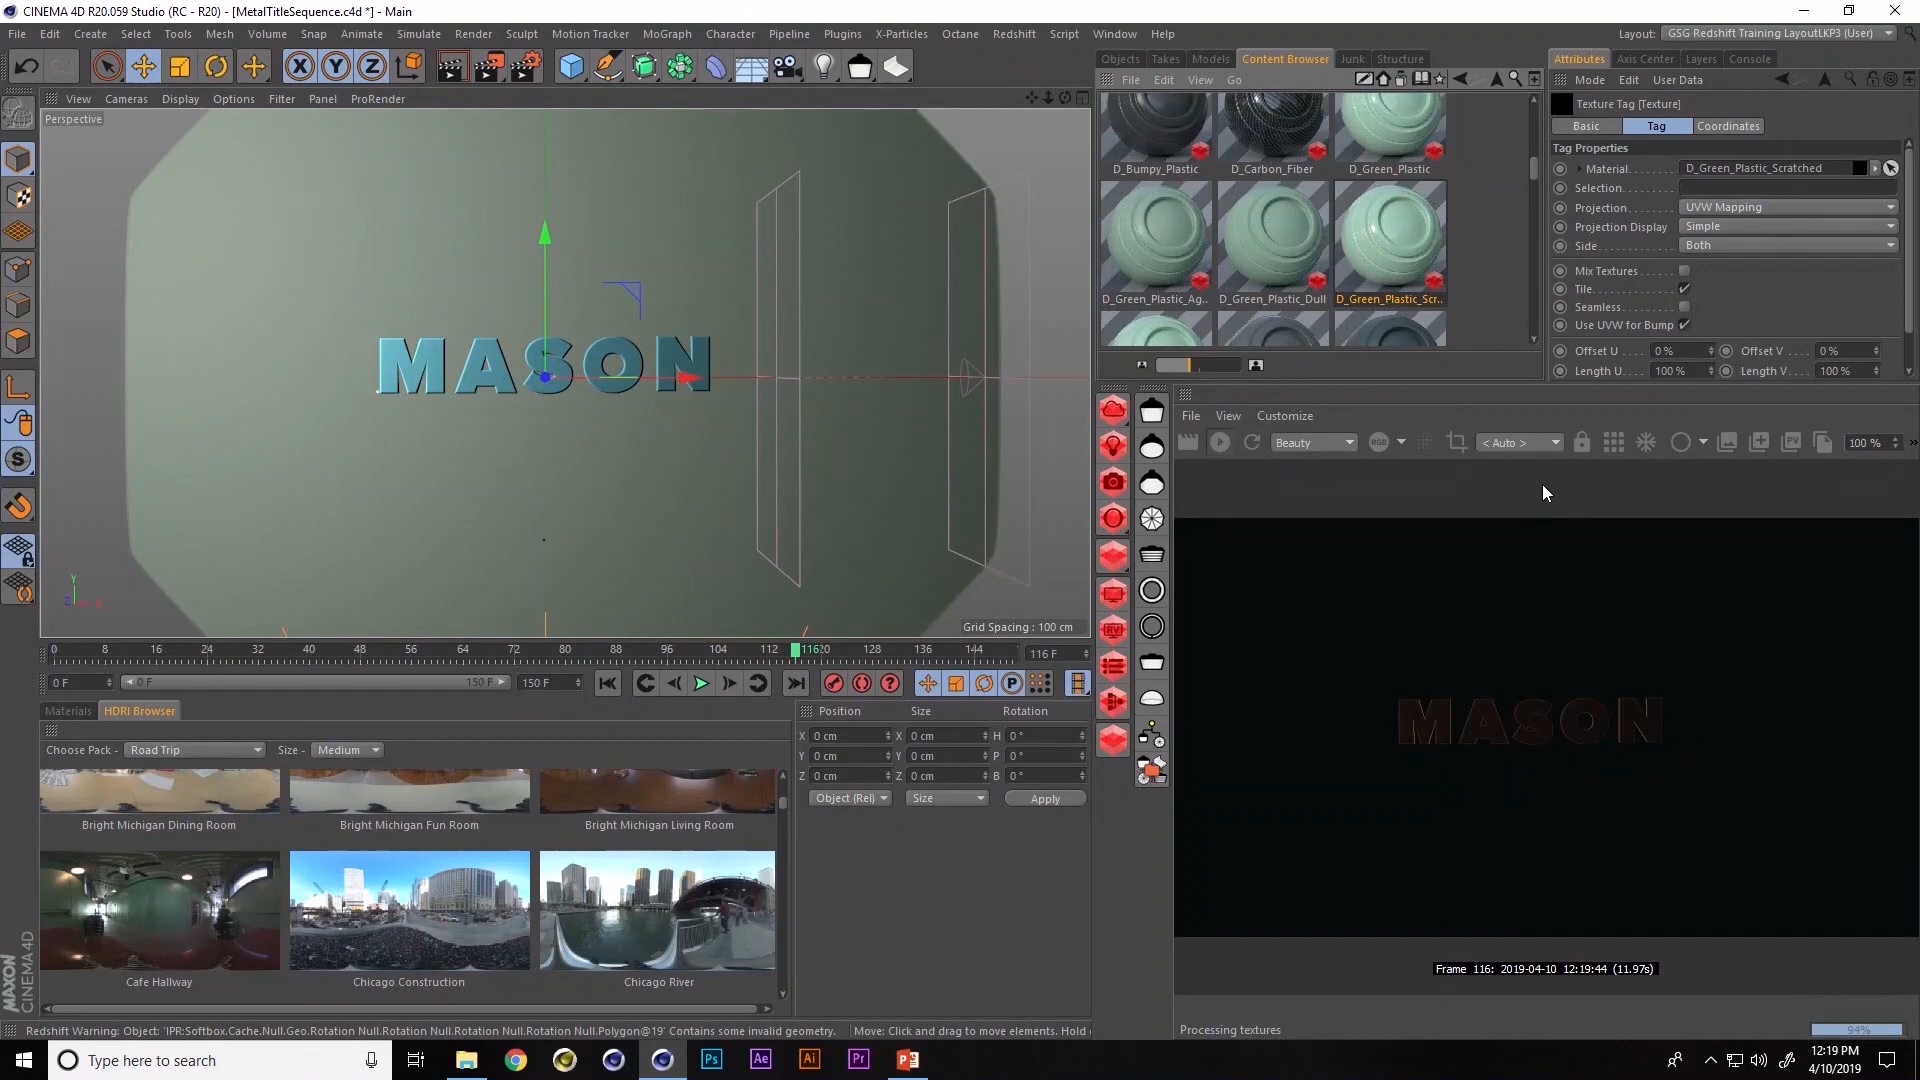 CINEMA 4D R20.059 Studio (RC - R20) - [MetalTitleSequence.c4d *] - Main
File Edit Create Select Tools Mesh Volume Snap Animate Simulate Render Sculpt Motion Tracker MoGraph Character Pipeline Plugins X-Particles Octane Redshift Script Window Help
Layout: GSG Redshift Training LayoutLKP3 (User)
X Y Z
Objects Takes Models Content Browser Junk Structure
Attributes Axis Center Layers Console
View Cameras Display Options Filter Panel ProRender
File Edit View Go
Mode Edit User Data
Perspective
Texture Tag [Texture]
Basic Tag Coordinates
Tag Properties
D_Bumpy_Plastic D_Carbon_Fiber D_Green_Plastic
Material D_Green_Plastic_Scratched
Selection
Projection UVW Mapping
Projection Display Simple
Side Both
Mix Textures
Tile
Seamless
Use UVW for Bump
Offset U 0 % Offset V 0 %
Length U 100 % Length V 100 %
D_Green_Plastic_Ag.. D_Green_Plastic_Dull D_Green_Plastic_Scr..
MASON
File View Customize
Beauty RGB < Auto > PV 100 %
RV
MASON
Y
Z X
Grid Spacing : 100 cm
0 8 16 24 32 40 48 56 64 72 80 88 96 104 112 116 120 128 136 144
116 F
0 F 0 F 150 F 150 F
P
Materials HDRI Browser
Choose Pack - Road Trip Size - Medium
Position Size Rotation
X 0 cm X 0 cm H 0 °
Y 0 cm Y 0 cm P 0 °
Z 0 cm Z 0 cm B 0 °
Object (Rel) Size Apply
Bright Michigan Dining Room Bright Michigan Fun Room Bright Michigan Living Room
Cafe Hallway Chicago Construction Chicago River
MAXON
CINEMA 4D
Frame 116: 2019-04-10 12:19:44 (11.97s)
Redshift Warning: Object: 'IPR:Softbox.Cache.Null.Geo.Rotation Null.Rotation Null.Rotation Null.Rotation Null.Polygon@19' Contains some invalid geometry.
Move: Click and drag to move elements. Hold
Processing textures
94%
Type here to search
Ps Ae Ai Pr
12:19 PM
4/10/2019